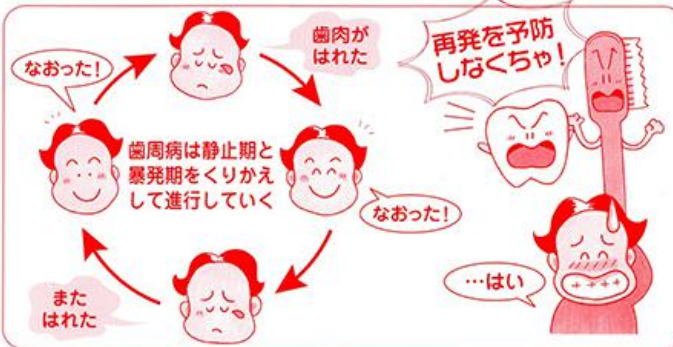 歯肉が
はれた
なおった！
歯周病は静止期と
暴発期をくりかえ
して進行していく
なおった！
また
はれた
再発を予防
しなくちゃ！
…はい